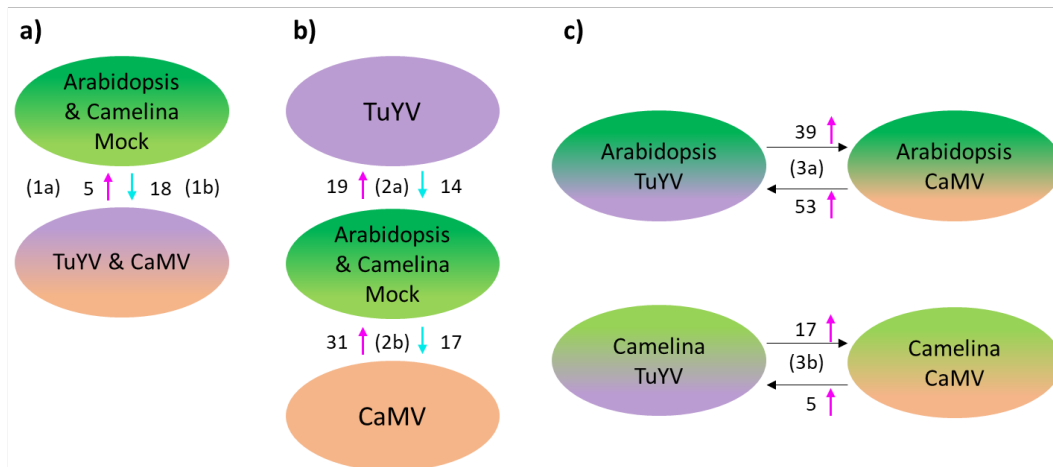 a)
Arabidopsis
& Camelina
Mock
(1a) 5 18 (1b)
TuYV & CaMV
b)
TuYV
19 (2a) 14
Arabidopsis
& Camelina
Mock
31 (2b) 17
CaMV
c)
Arabidopsis
TuYV
39
(3a)
53
Arabidopsis
CaMV
Camelina
TuYV
17
(3b)
5
Camelina
CaMV